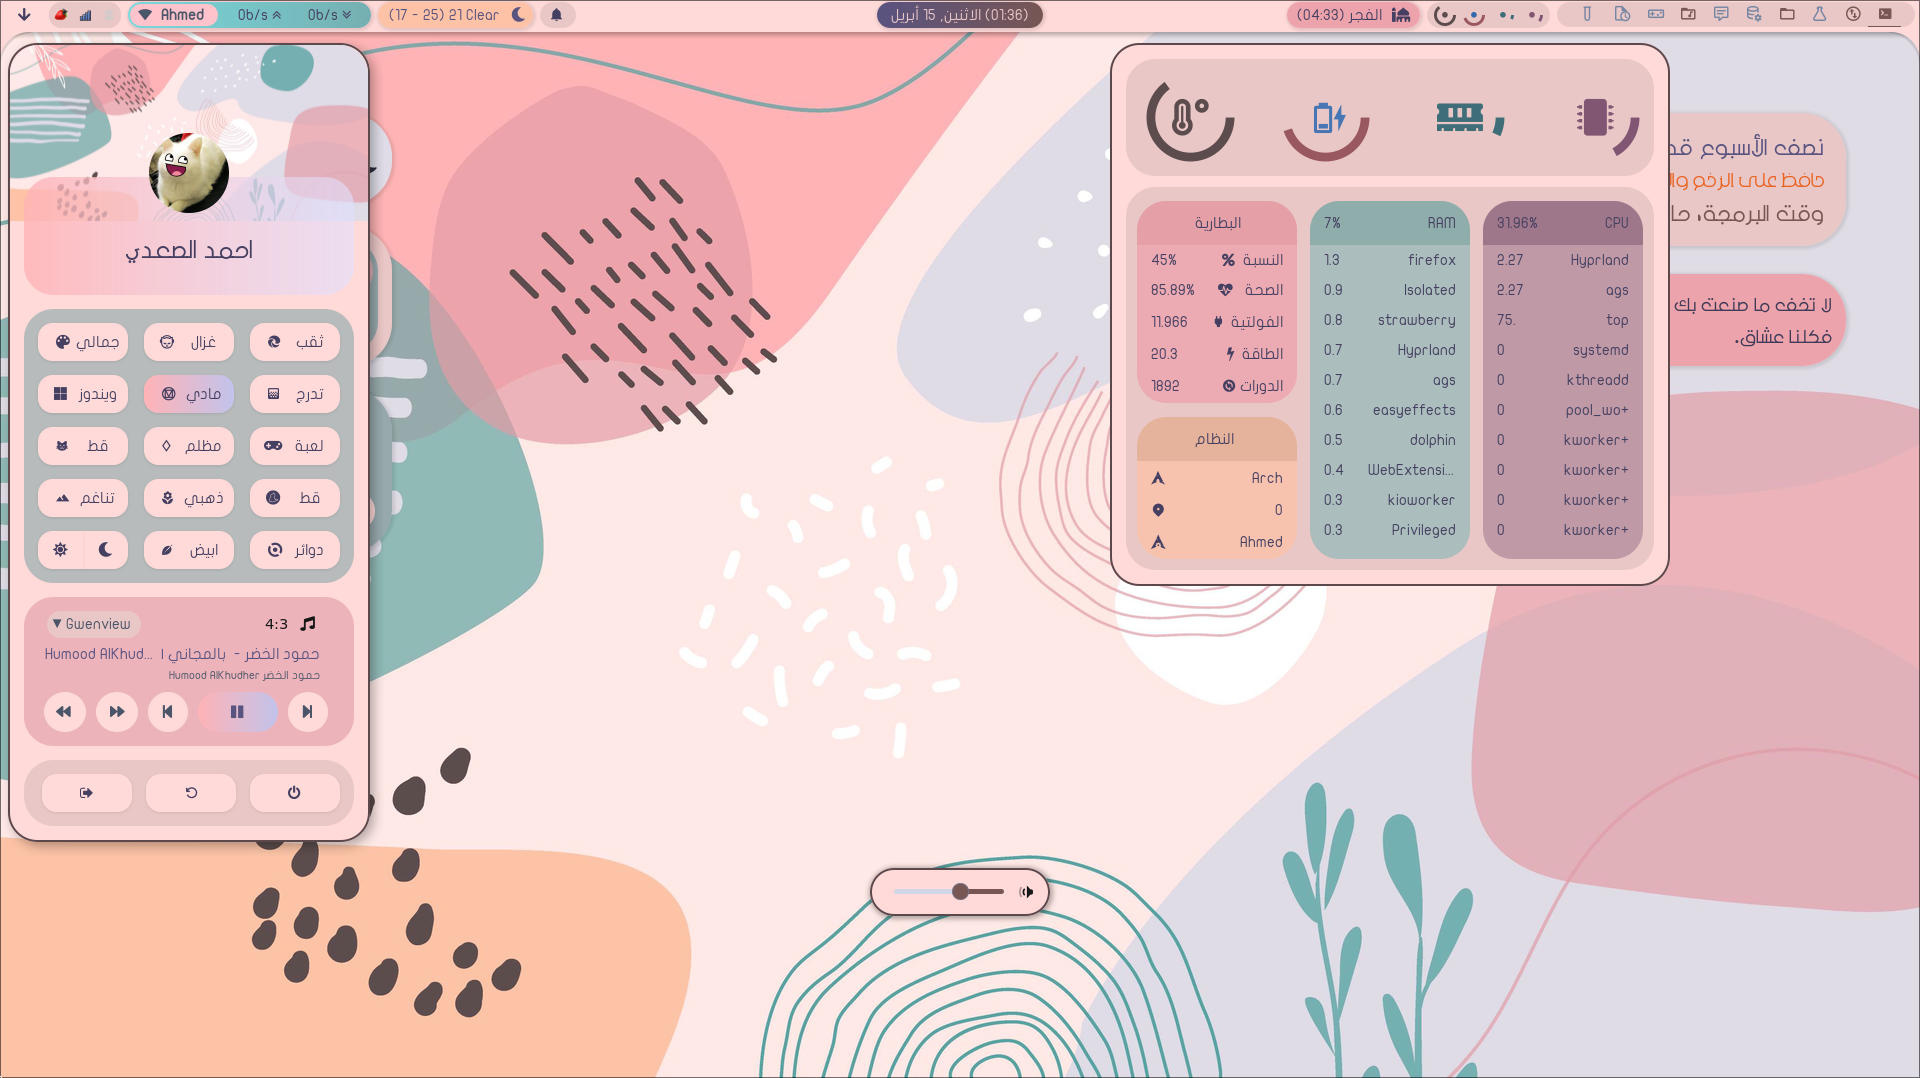 Ahmed
0b/s
0b/s
(17 - 25) 21 Clear
(01:36) الاثنين, 15 أبريل
الفجر (04:33)
احمد الصعدي
ثقب
غزال
جمالي
تدرج
مادي
ويندوز
لعبة
مظلم
قط
قط
ذهبي
تناغم
دوائر
ابيض
Gwenview
4:3
حمود الخضر - بالمجاني | Humood AlKhud...
حمود الخضر Humood AlKhudher
البطارية
النسبة 45%
الصحة 85.89%
الفولتية 11.966
الطاقة 20.3
الدورات 1892
النظام
Arch
0
Ahmed
7% RAM
1.3 firefox
0.9 Isolated
0.8 strawberry
0.7 Hyprland
0.7 ags
0.6 easyeffects
0.5 dolphin
0.4 WebExtensi...
0.3 kioworker
0.3 Privileged
31.96% CPU
2.27 Hyprland
2.27 ags
75. top
0 systemd
0 kthreadd
0 pool_wo+
0 kworker+
0 kworker+
0 kworker+
0 kworker+
نصف الأسبوع
حافظ على الزخم
وقت البرمجة،
لا تخف ما صنعت بك
فكلنا عشاق.